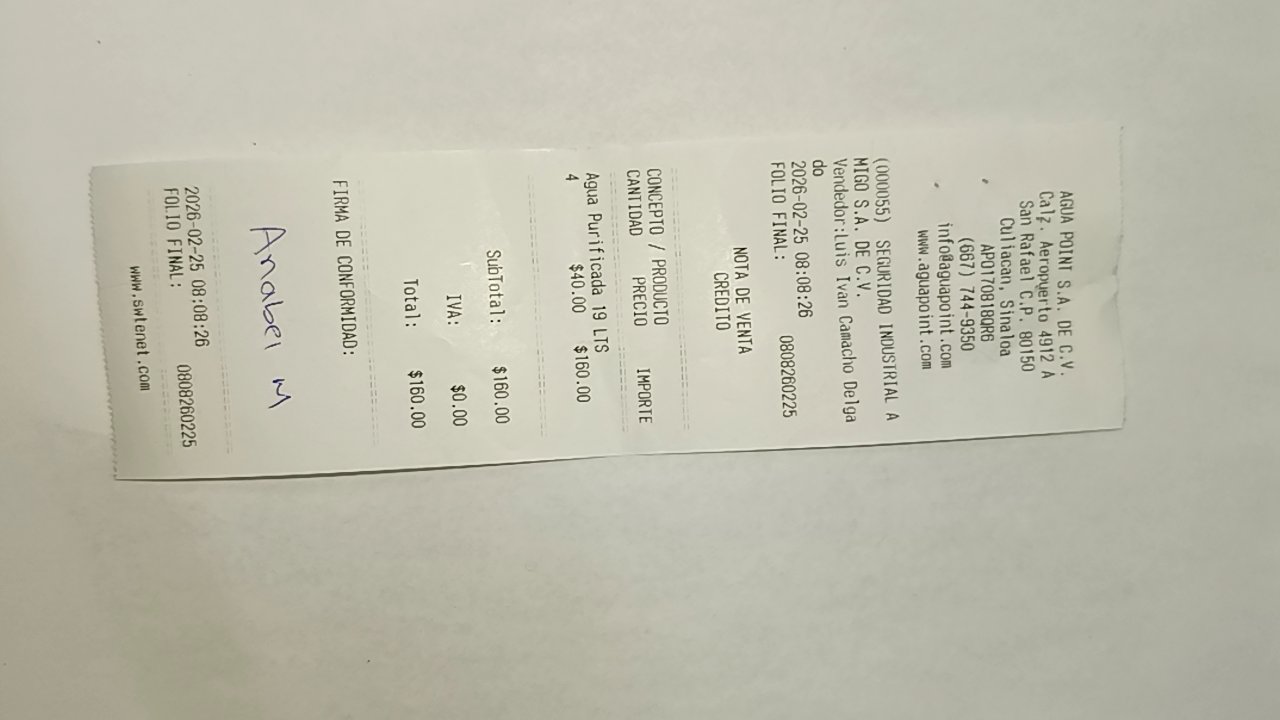 AGUA POINT S.A. DE C.V.
Calz. Aeropuerto 4912 A
San Rafael C.P. 80150
Culiacan, Sinaloa
APO170818QR6
(667) 744-9350
info@aguapoint.com
www.aguapoint.com
(000055) SEGURIDAD INDUSTRIAL A
MIGO S.A. DE C.V.
Vendedor:Luis Ivan Camacho Delga
do
2026-02-25 08:08:26 0808260225
FOLIO FINAL:
NOTA DE VENTA
CREDITO
CONCEPTO / PRODUCTO
CANTIDAD PRECIO IMPORTE
Agua Purificada 19 LTS
4 $40.00 $160.00
SubTotal: $160.00
IVA: $0.00
Total: $160.00
FIRMA DE CONFORMIDAD:
Anabel M
2026-02-25 08:08:26 0808260225
FOLIO FINAL:
www.swtenet.com